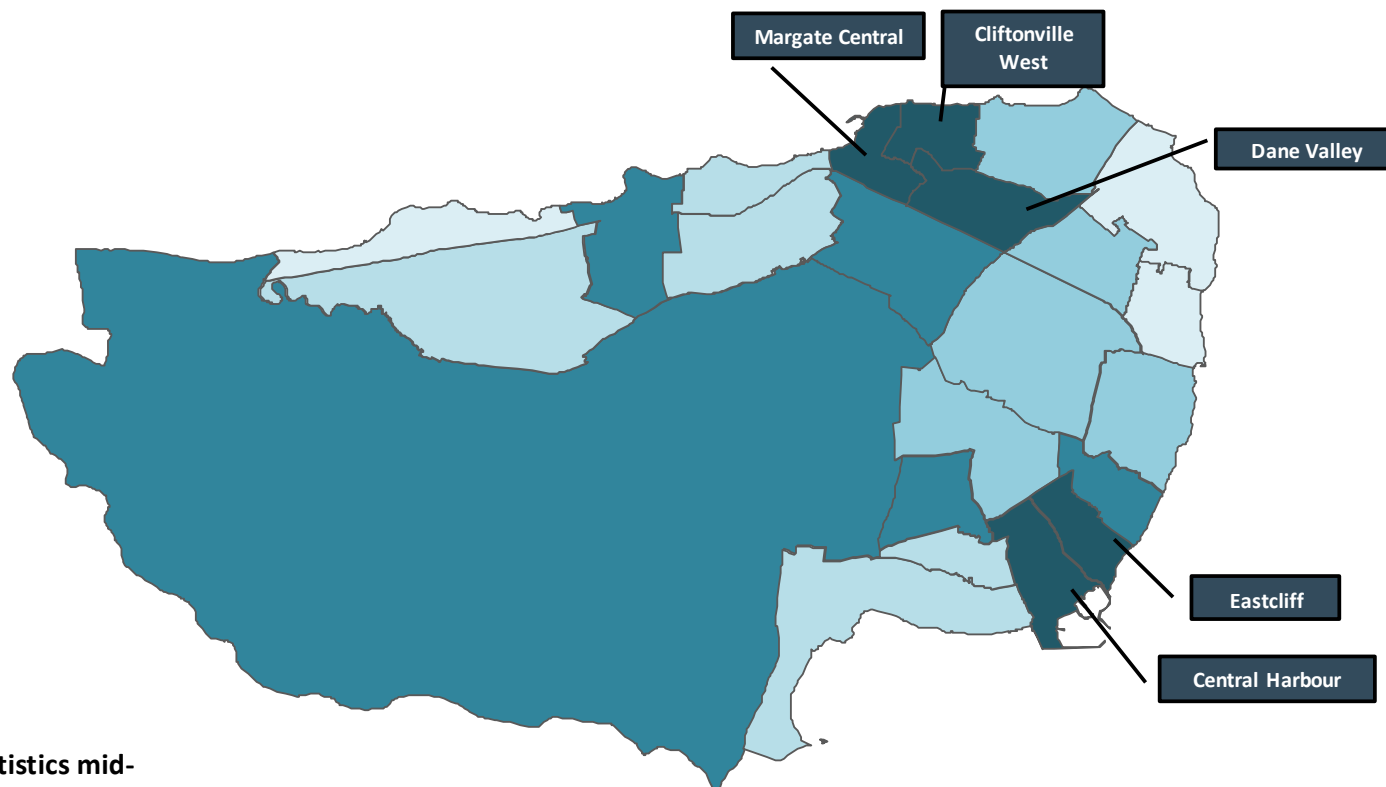 Margate Central
Cliftonville
West
Dane Valley
Eastcliff
Central Harbour
tistics mid-